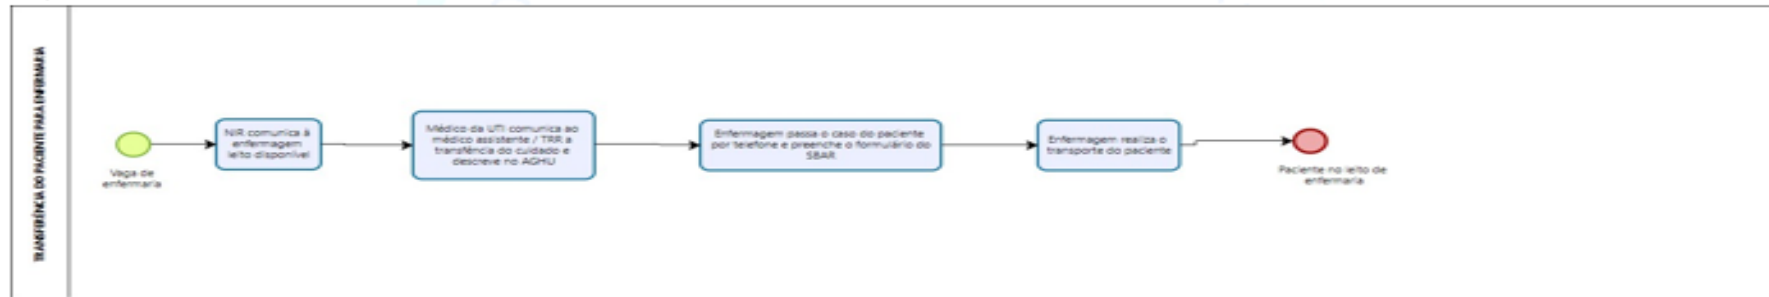 TRANSFERÊNCIA DO PACIENTE PARA ENFERMARIA
Vaga de
enfermaria
NIR comunica à
enfermagem
leito disponível
Médico da UTI comunica ao
médico assistente / TRR a
transfência do cuidado e
descreve no AGHU
Enfermagem passa o caso do paciente
por telefone e preenche o formulário do
SBAR
Enfermagem realiza o
transporte do paciente
Paciente no leito de
enfermaria